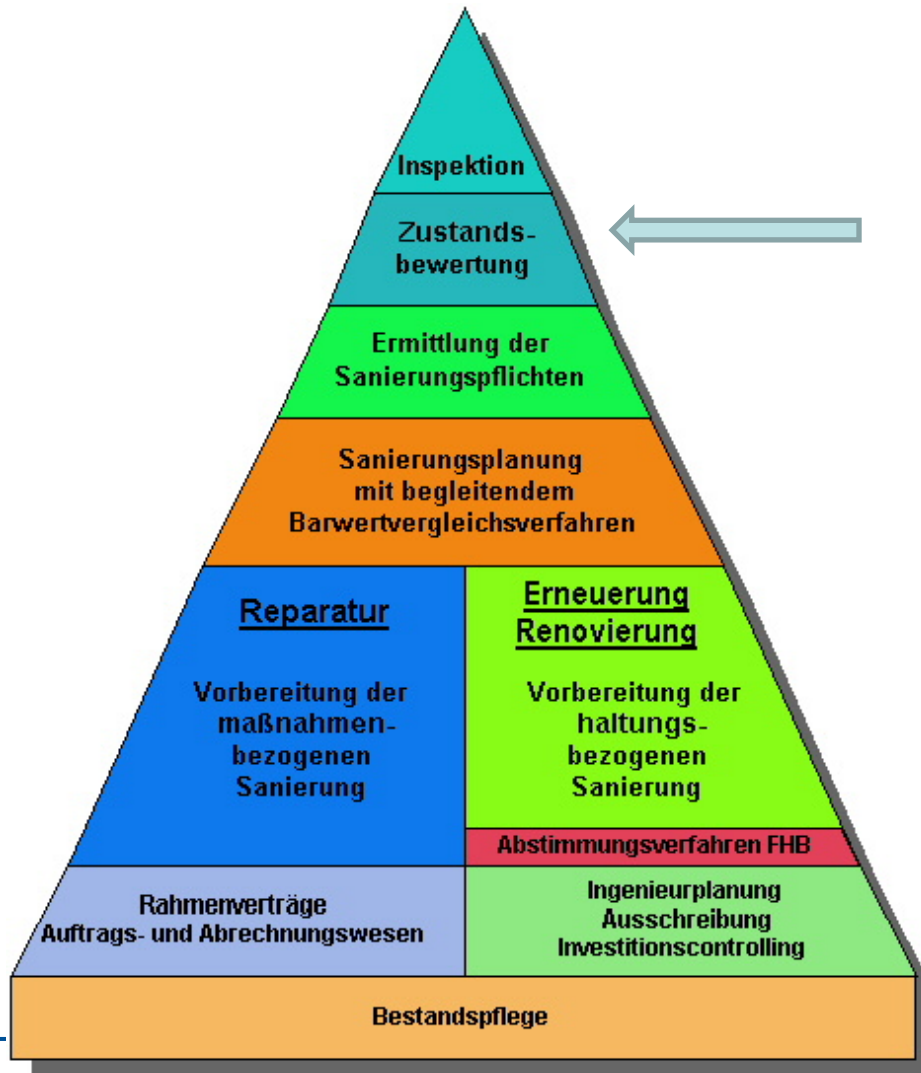 Inspektion
Zustands-
bewertung
Ermittlung der
Sanierungspflichten
Sanierungsplanung
mit begleitendem
Barwertvergleichsverfahren
Reparatur
Vorbereitung der
maßnahmen-
bezogenen
Sanierung
Erneuerung
Renovierung
Vorbereitung der
haltungs-
bezogenen
Sanierung
Abstimmungsverfahren FHB
Rahmenverträge
Auftrags- und Abrechnungswesen
Ingenieurplanung
Ausschreibung
Investitionscontrolling
Bestandspflege